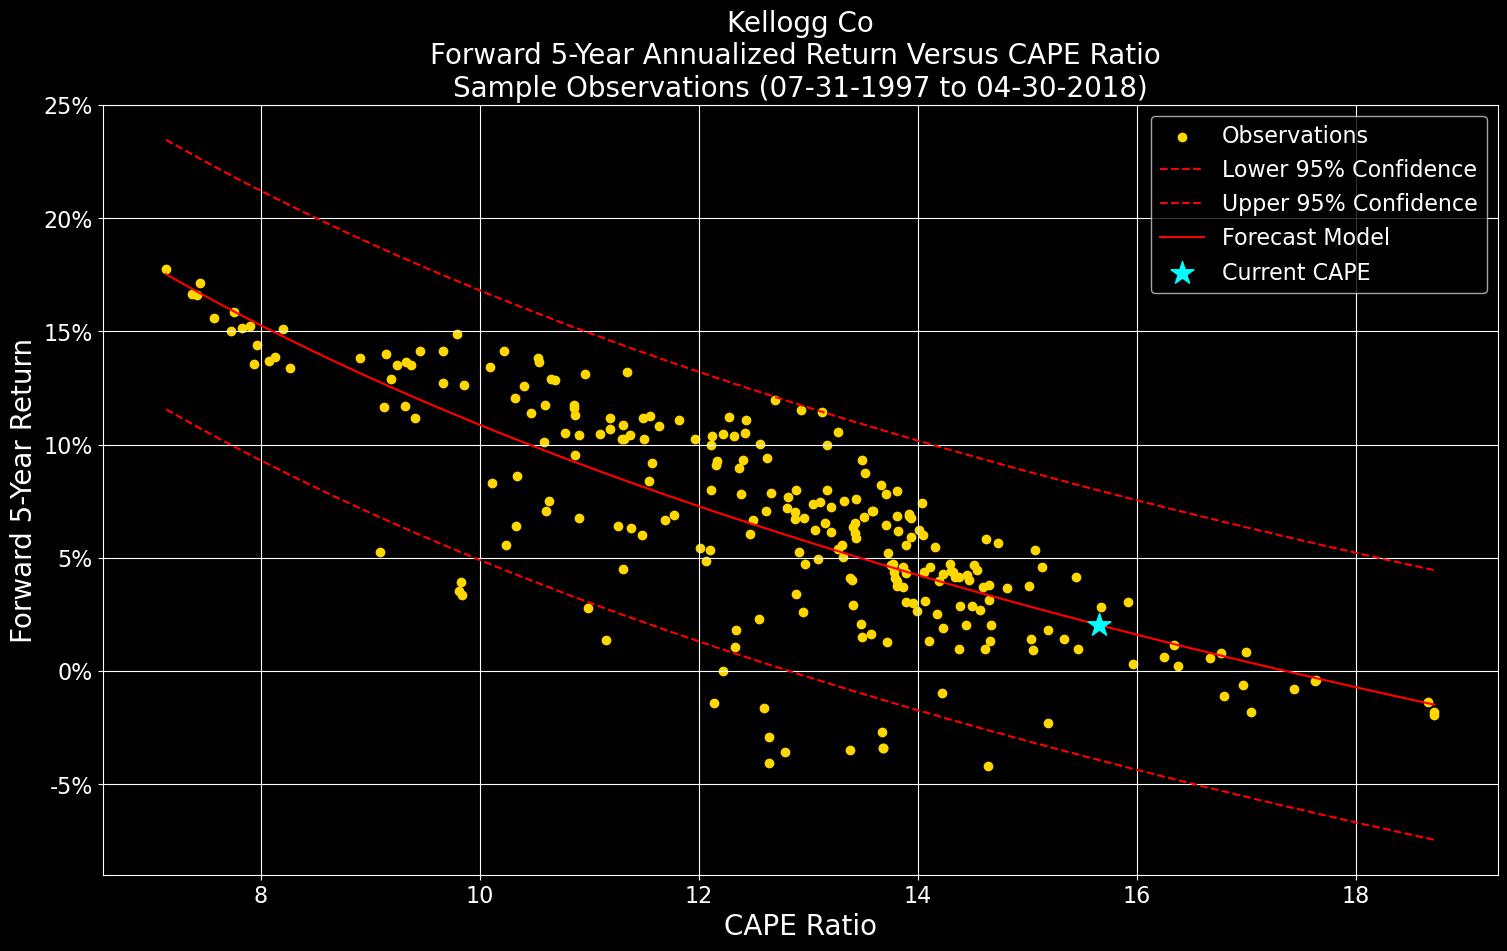 Kellogg Co
Forward 5-Year Annualized Return Versus CAPE Ratio
Sample Observations (07-31-1997 to 04-30-2018)
25%
20%
15%
10%
5%
0%
-5%
Forward 5-Year Return
Observations
Lower 95% Confidence
Upper 95% Confidence
Forecast Model
Current CAPE
8 10 12 14 16 18
CAPE Ratio